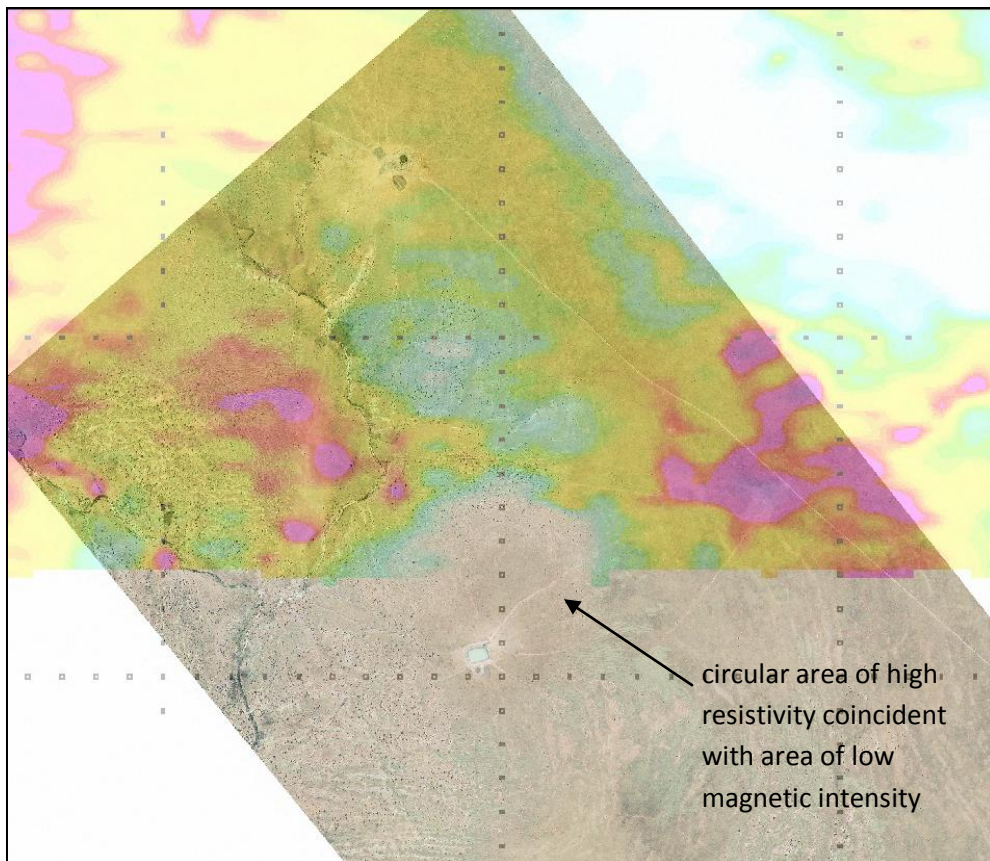 circular area of high
resistivity coincident
with area of low
magnetic intensity